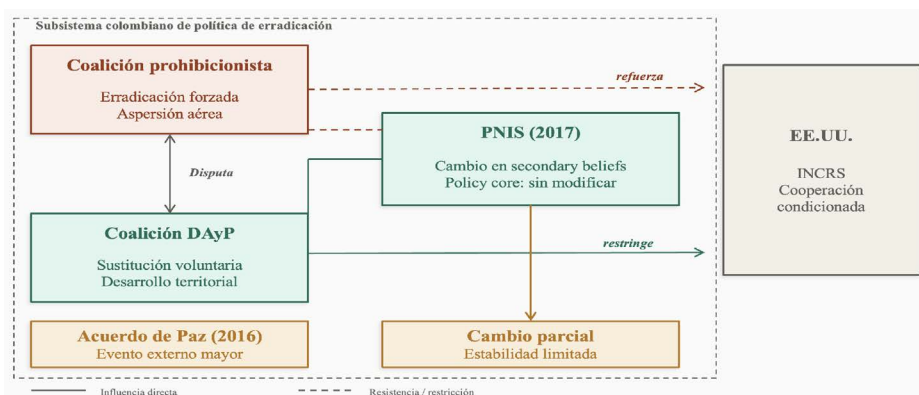 Subsistema colombiano de política de erradicación
Coalición prohibicionista
Erradicación forzada
Aspersión aérea
refuerza
PNIS (2017)
Cambio en secondary beliefs
Policy core: sin modificar
EE.UU.
INCRS
Cooperación
condicionada
Disputa
Coalición DAyP
Sustitución voluntaria
Desarrollo territorial
restringe
Acuerdo de Paz (2016)
Evento externo mayor
Cambio parcial
Estabilidad limitada
Influencia directa
Resistencia / restricción